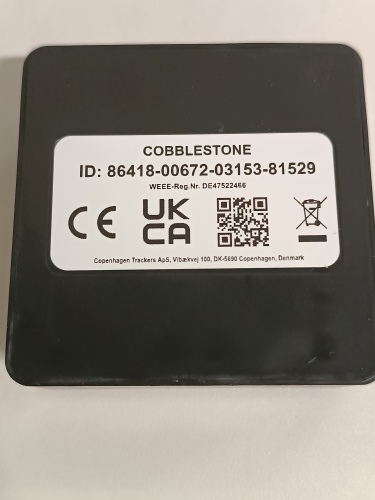 COBBLESTONE
ID: 86418-00672-03153-81529
WEEE-Reg.Nr. DE47522466
CE
UK
CA
Copenhagen Trackers ApS, Vibækvej 100, DK-5690 Copenhagen, Denmark